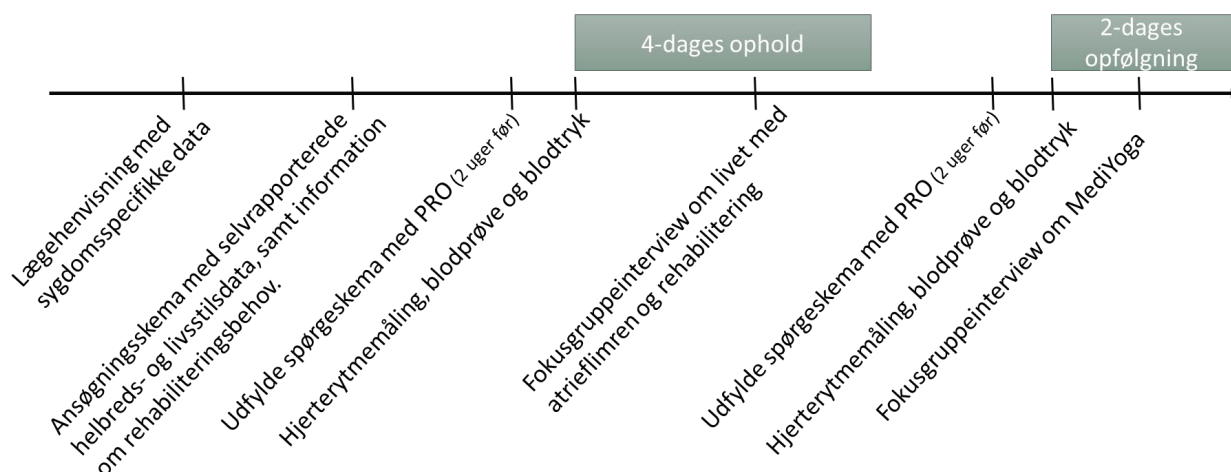 4-dages ophold
2-dages
opfølgning
Lægehenvisning med
sygdomsspecifikke data
Ansøgningsskema med selvrapporterede
helbreds- og livsstilsdata, samt information
om rehabiliteringsbehov.
Udfylde spørgeskema med PRO (2 uger før)
Hjerterytmemåling, blodprøve og blodtryk
Fokusgruppeinterview om livet med
atrieflimren og rehabilitering
Udfylde spørgeskema med PRO (2 uger før)
Hjerterytmemåling, blodprøve og blodtryk
Fokusgruppeinterview om MediYoga